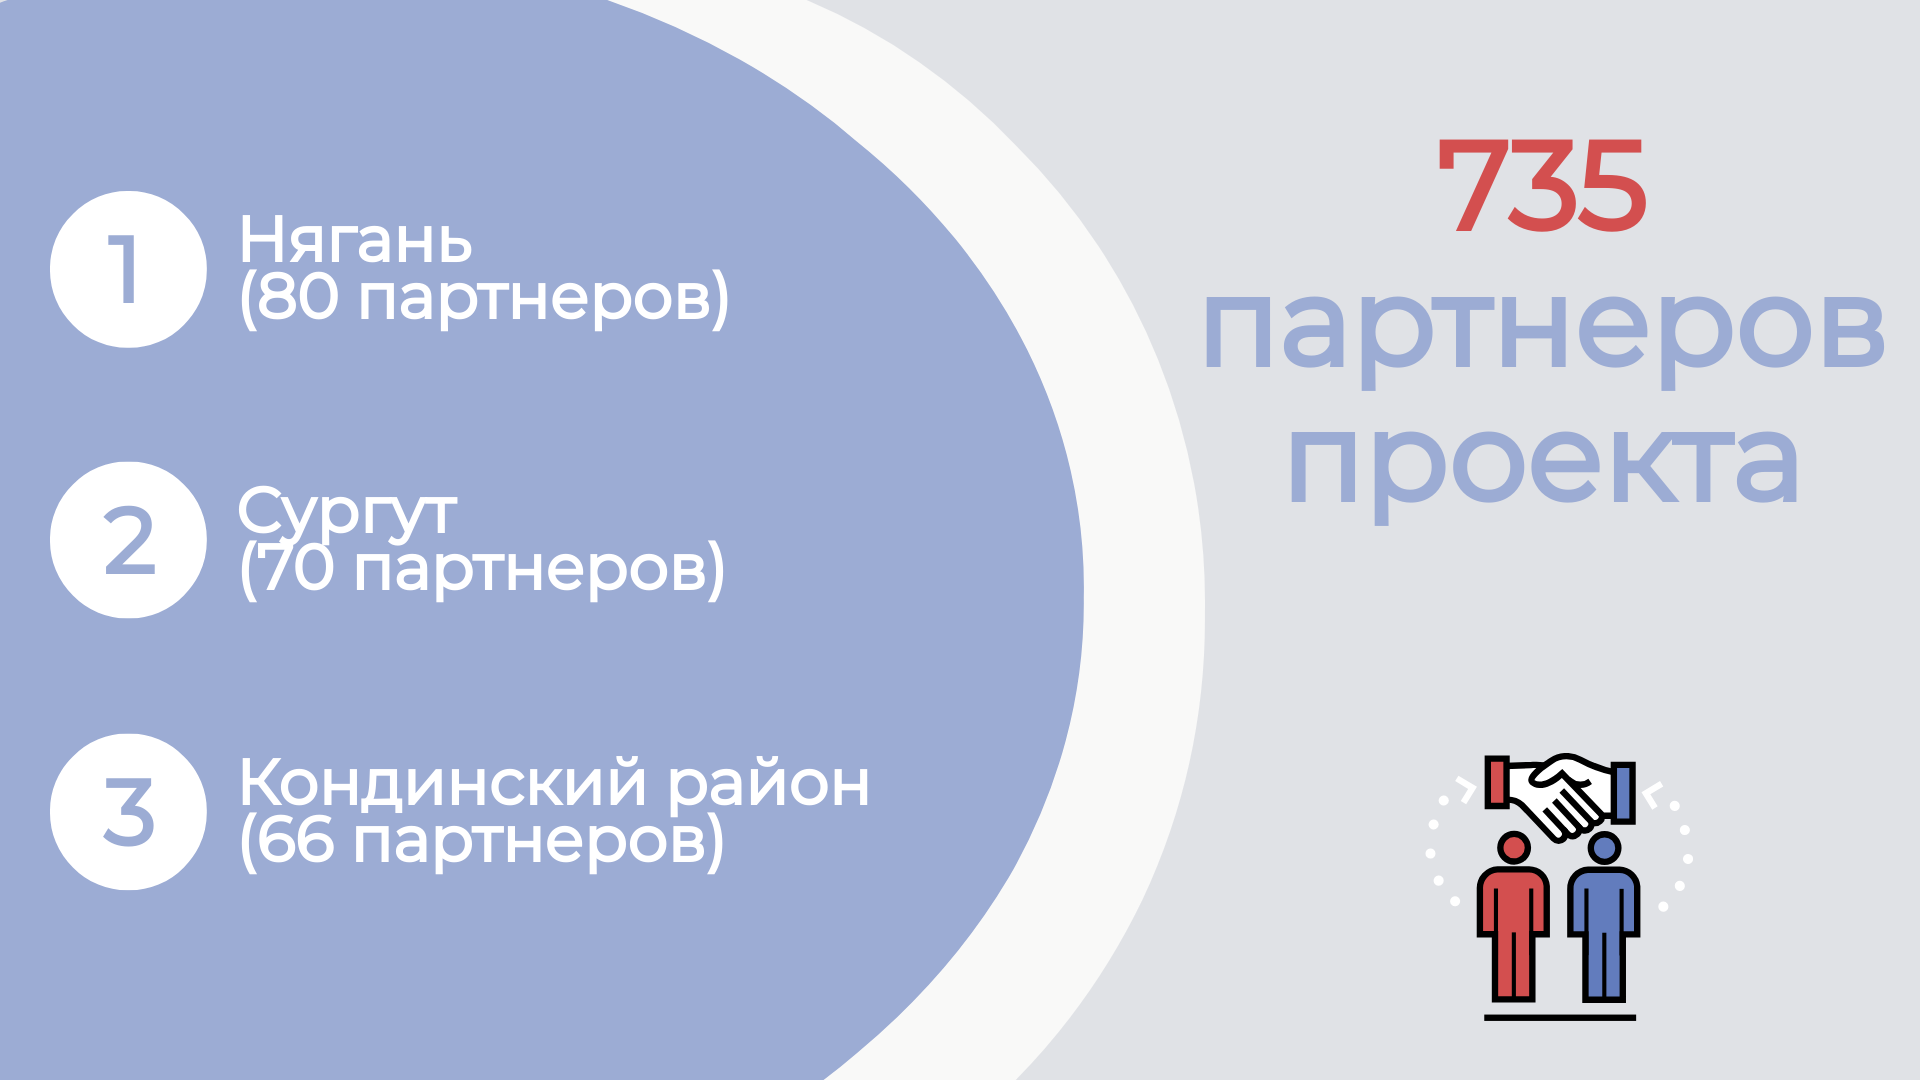 1
Нягань
(80 партнеров)
2
Сургут
(70 партнеров)
3
Кондинский район
(66 партнеров)
735
партнеров
проекта